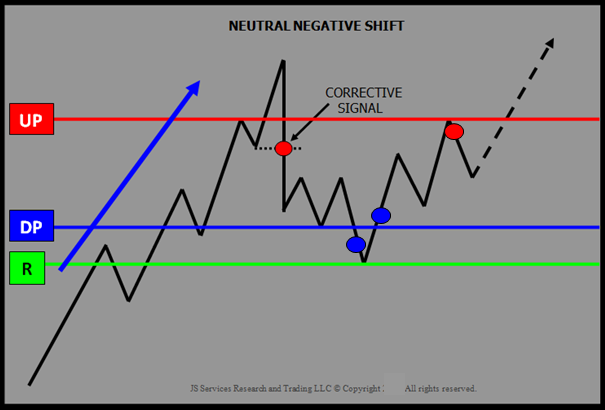 NEUTRAL NEGATIVE SHIFT
CORRECTIVE
SIGNAL
UP
DP
R
JS Services Research and Trading LLC © Copyright All rights reserved.